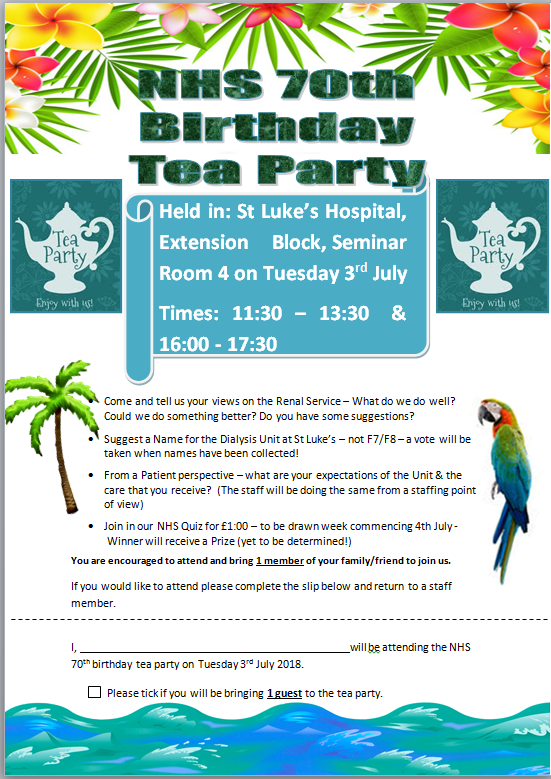 NHS 70th
Birthday
Tea Party
Tea
Party
Enjoy with us!
Held in: St Luke's Hospital,
Extension Block, Seminar
Room 4 on Tuesday 3rd July
Times: 11:30 – 13:30 &
16:00 - 17:30
Tea
Party
Enjoy with us!
• Come and tell us your views on the Renal Service – What do we do well?
Could we do something better? Do you have some suggestions?
• Suggest a Name for the Dialysis Unit at St Luke's – not F7/F8 – a vote will be
taken when names have been collected!
• From a Patient perspective – what are your expectations of the Unit & the
care that you receive? (The staff will be doing the same from a staffing point
of view)
• Join in our NHS Quiz for £1:00 – to be drawn week commencing 4th July -
Winner will receive a Prize (yet to be determined!)
You are encouraged to attend and bring 1 member of your family/friend to join us.
If you would like to attend please complete the slip below and return to a staff
member.
I, ______________________________ will be attending the NHS
70th birthday tea party on Tuesday 3rd July 2018.
Please tick if you will be bringing 1 guest to the tea party.